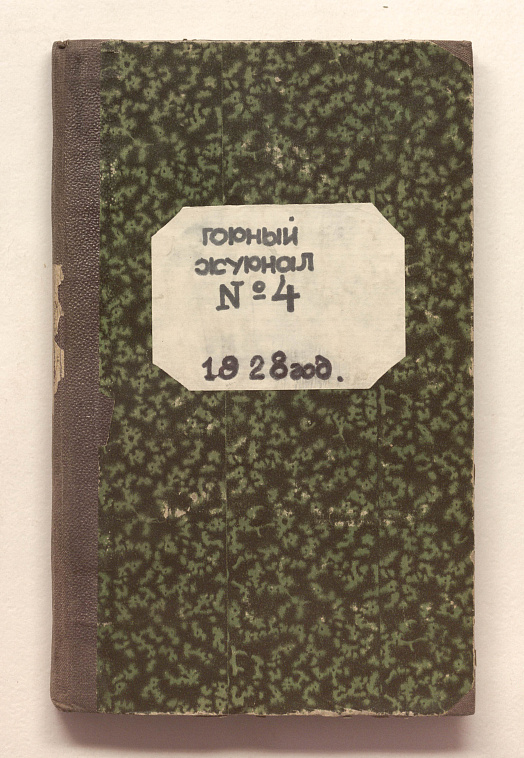 горный
журнал
№ 4
1928 год.